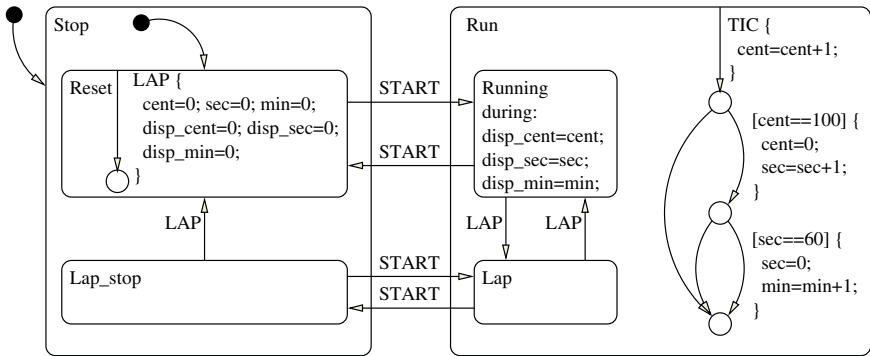 Stop
Reset
LAP {
cent=0; sec=0; min=0;
disp_cent=0; disp_sec=0;
disp_min=0;
}
LAP
Lap_stop
START
START
START
START
Run
Running
during:
disp_cent=cent;
disp_sec=sec;
disp_min=min;
LAP
LAP
Lap
TIC {
cent=cent+1;
}
[cent==100] {
cent=0;
sec=sec+1;
}
[sec==60] {
sec=0;
min=min+1;
}